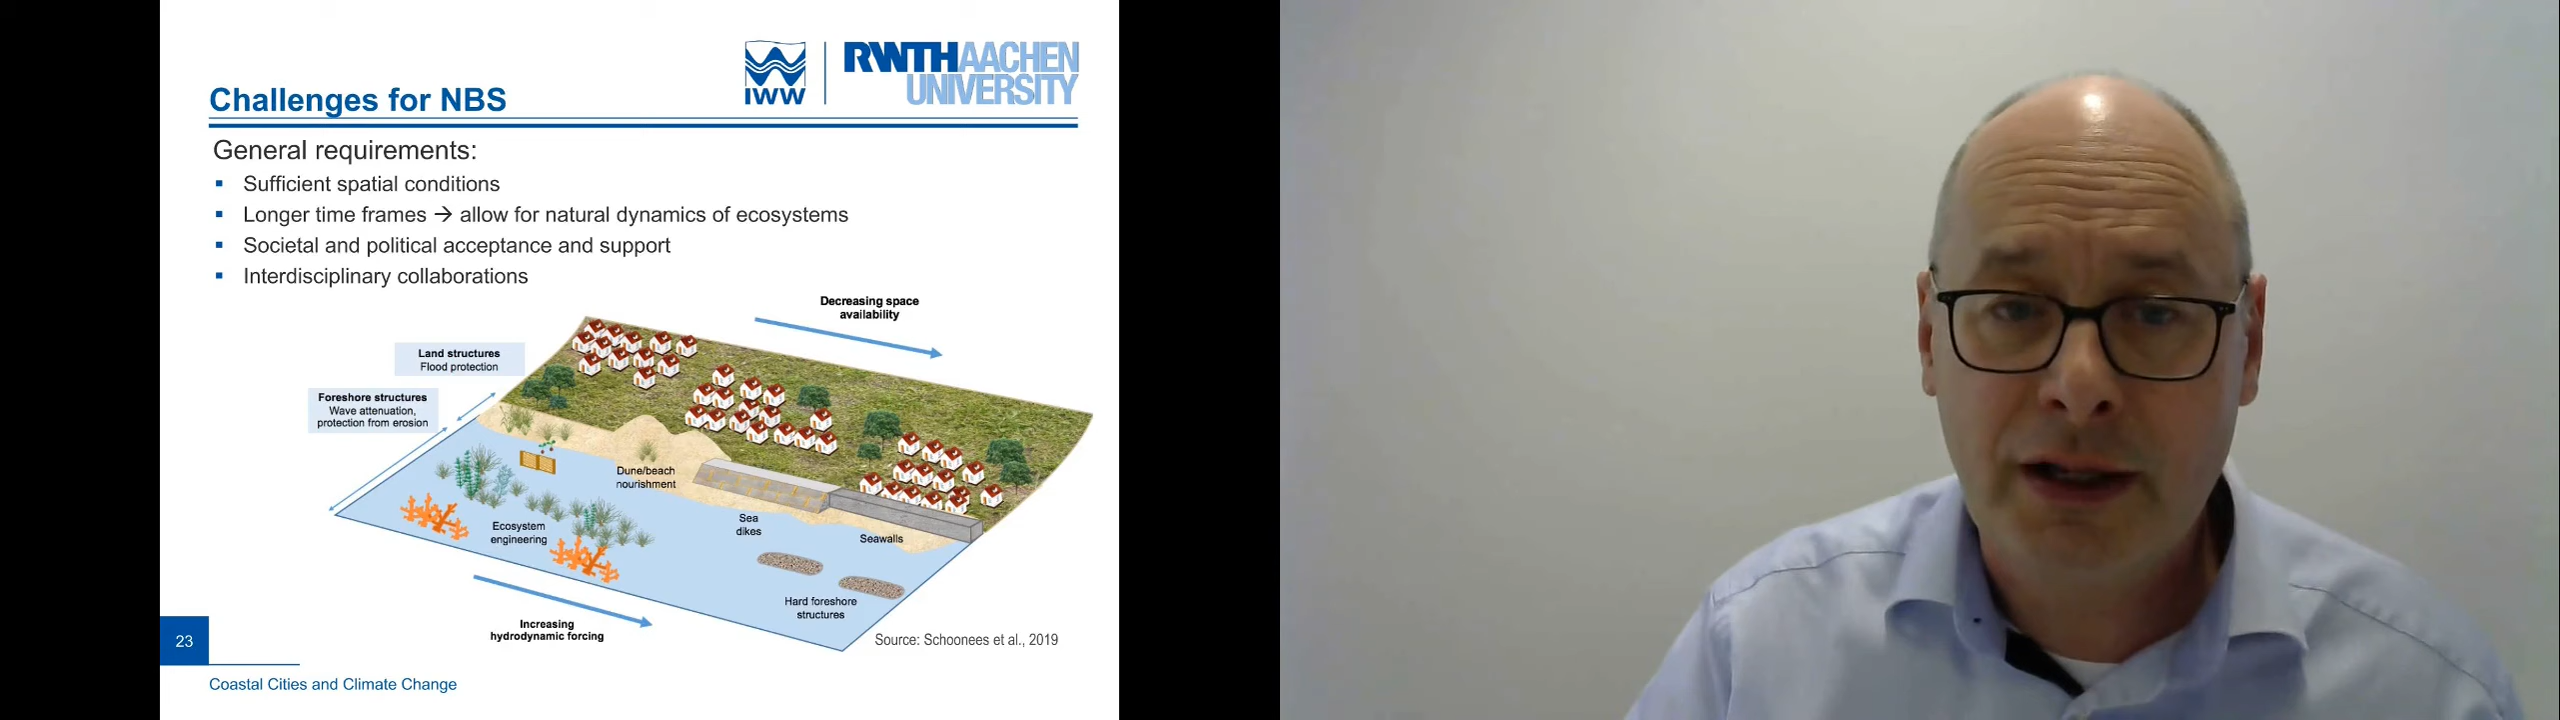 IWW
RWTHAACHEN
UNIVERSITY
Challenges for NBS
General requirements:
▪ Sufficient spatial conditions
▪ Longer time frames → allow for natural dynamics of ecosystems
▪ Societal and political acceptance and support
▪ Interdisciplinary collaborations
Decreasing space
availability
Land structures
Flood protection
Foreshore structures
Wave attenuation,
protection from erosion
Dune/beach
nourishment
Sea
dikes
Seawalls
Ecosystem
engineering
Hard foreshore
structures
Increasing
hydrodynamic forcing
Source: Schoonees et al., 2019
23
Coastal Cities and Climate Change